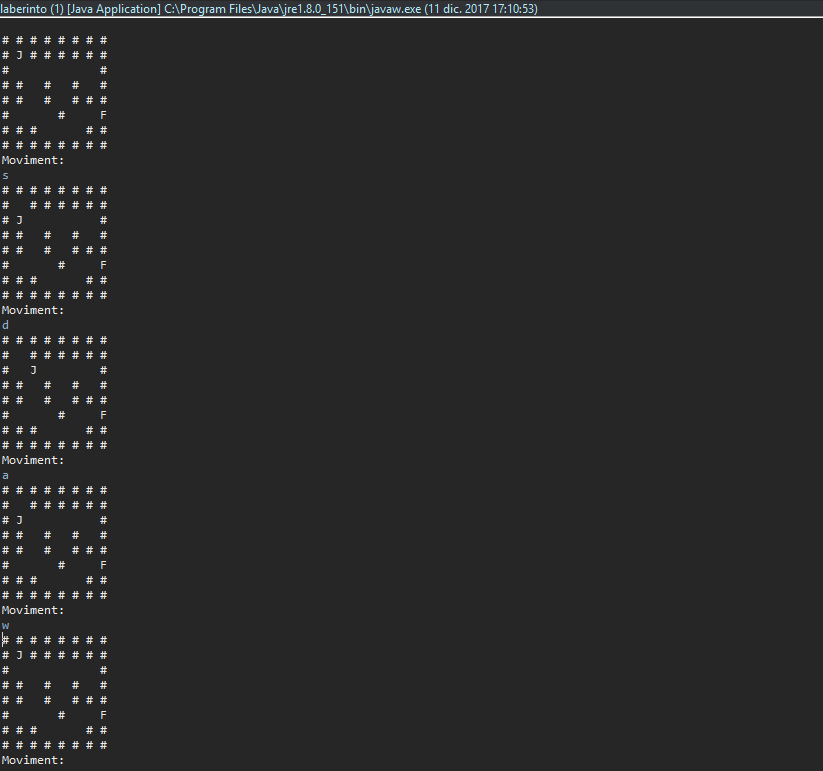 laberinto (1) [Java Application] C:\Program Files\Java\jre1.8.0_151\bin\javaw.exe (11 dic. 2017 17:10:53)
# # # # # # # #
# J # # # # # #
#             #
# #   #   #   #
# #   #   # # #
#       #     F
# # #       # #
# # # # # # # #
Moviment:
s
# # # # # # # #
#   # # # # # #
# J           #
# #   #   #   #
# #   #   # # #
#       #     F
# # #       # #
# # # # # # # #
Moviment:
d
# # # # # # # #
#   # # # # # #
#   J         #
# #   #   #   #
# #   #   # # #
#       #     F
# # #       # #
# # # # # # # #
Moviment:
a
# # # # # # # #
#   # # # # # #
# J           #
# #   #   #   #
# #   #   # # #
#       #     F
# # #       # #
# # # # # # # #
Moviment:
w
# # # # # # # #
# J # # # # # #
#             #
# #   #   #   #
# #   #   # # #
#       #     F
# # #       # #
# # # # # # # #
Moviment: